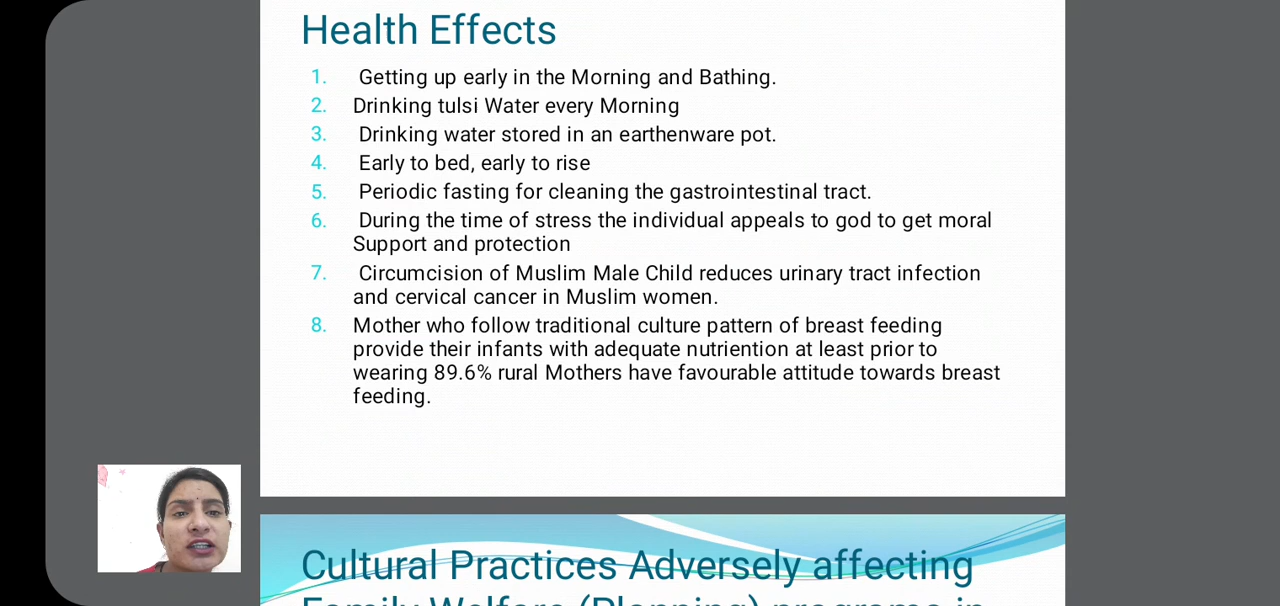 Health Effects
1. Getting up early in the Morning and Bathing.
2. Drinking tulsi Water every Morning
3. Drinking water stored in an earthenware pot.
4. Early to bed, early to rise
5. Periodic fasting for cleaning the gastrointestinal tract.
6. During the time of stress the individual appeals to god to get moral
Support and protection
7. Circumcision of Muslim Male Child reduces urinary tract infection
and cervical cancer in Muslim women.
8. Mother who follow traditional culture pattern of breast feeding
provide their infants with adequate nutriention at least prior to
wearing 89.6% rural Mothers have favourable attitude towards breast
feeding.
Cultural Practices Adversely affecting
Family Welfare (Planning) programs in